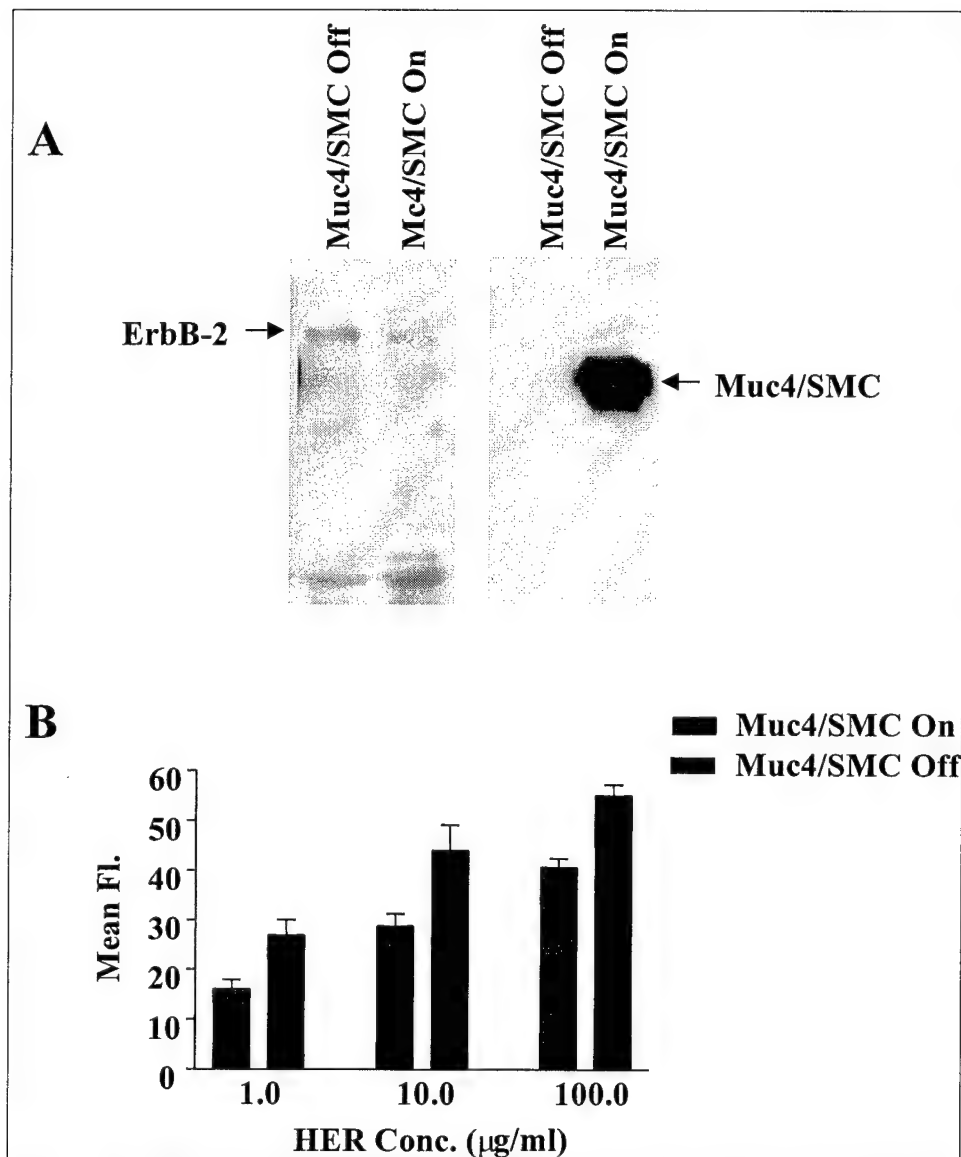 A
Muc4/SMC Off
Mc4/SMC On
Muc4/SMC Off
Muc4/SMC On
ErbB-2
Muc4/SMC
B
Muc4/SMC On
Muc4/SMC Off
60
50
40
30
20
10
0
Mean Fl.
1.0 10.0 100.0
HER Conc. (µg/ml)